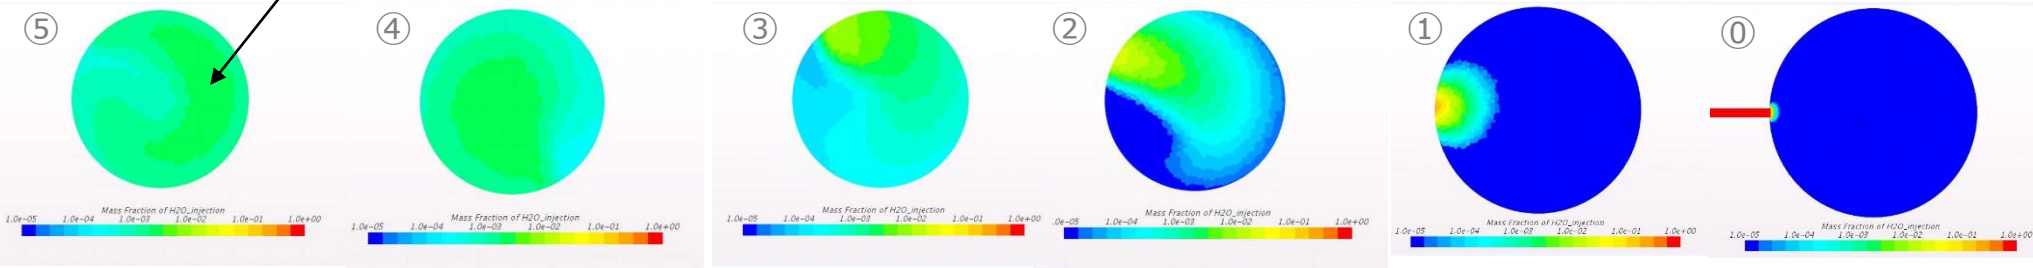 ⑤
Mass Fraction of H2O_injection
1.0e-05 1.0e-04 1.0e-03 1.0e-02 1.0e-01 1.0e+00
④
Mass Fraction of H2O_injection
1.0e-05 1.0e-04 1.0e-03 1.0e-02 1.0e-01 1.0e+00
③
Mass Fraction of H2O_injection
1.0e-05 1.0e-04 1.0e-03 1.0e-02 1.0e-01 1.0e+00
②
Mass Fraction of H2O_injection
.0e-05 1.0e-04 1.0e-03 1.0e-02 1.0e-01 1.0e+00
①
Mass Fraction of H2O_injection
1.0e-05 1.0e-04 1.0e-03 1.0e-02 1.0e-01 1.0e+00
⓪
Mass Fraction of H2O_injection
1.0e-05 1.0e-04 1.0e-03 1.0e-02 1.0e-01 1.0e+00